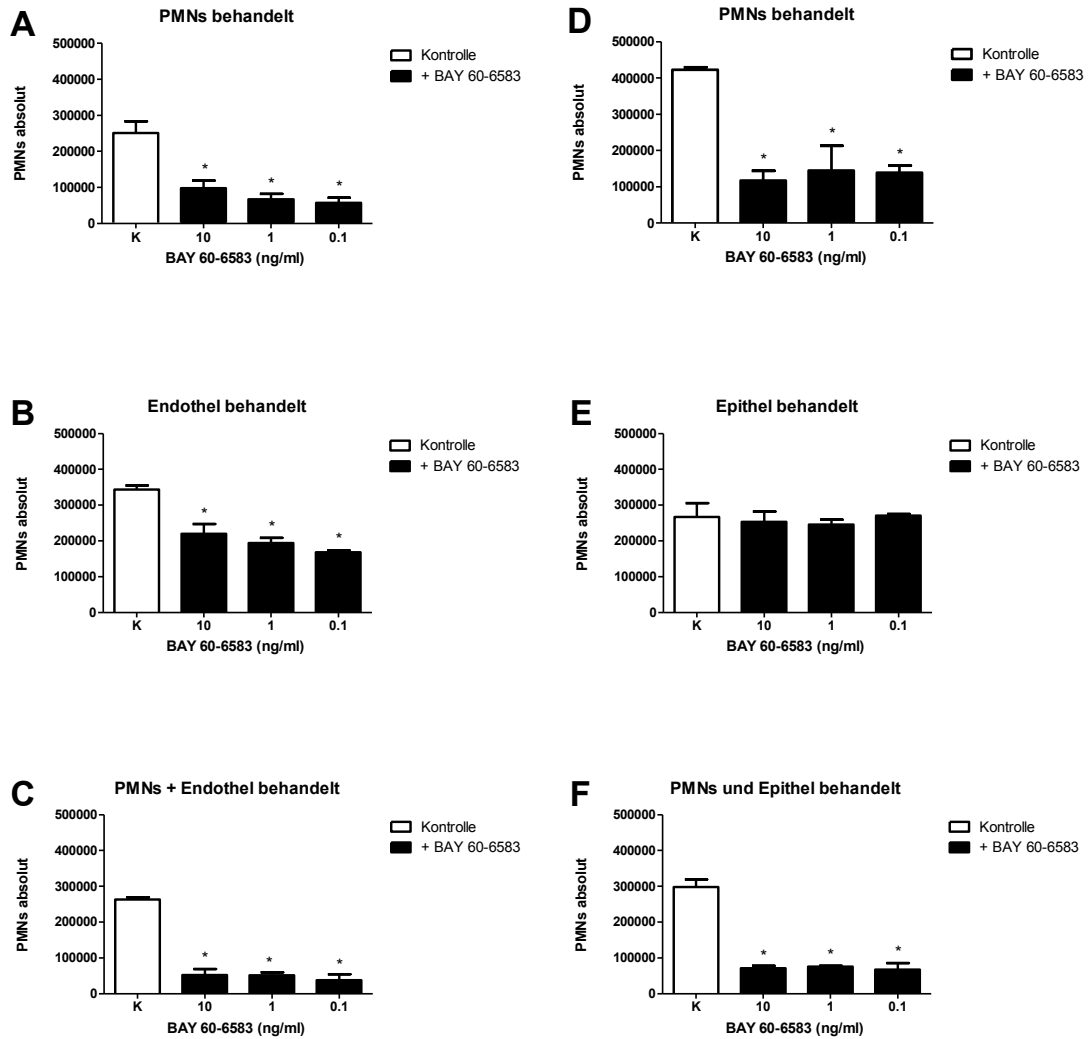 A
PMNs behandelt
PMNs absolut
500000
400000
300000
200000
100000
0
*
*
*
K
10
1
0.1
BAY 60-6583 (ng/ml)
Kontrolle
+ BAY 60-6583
D
PMNs behandelt
PMNs absolut
500000
400000
300000
200000
100000
0
*
*
*
K
10
1
0.1
BAY 60-6583 (ng/ml)
Kontrolle
+ BAY 60-6583
B
Endothel behandelt
PMNs absolut
500000
400000
300000
200000
100000
0
*
*
*
K
10
1
0.1
BAY 60-6583 (ng/ml)
Kontrolle
+ BAY 60-6583
E
Epithel behandelt
PMNs absolut
500000
400000
300000
200000
100000
0
K
10
1
0.1
BAY 60-6583 (ng/ml)
Kontrolle
+ BAY 60-6583
C
PMNs + Endothel behandelt
PMNs absolut
500000
400000
300000
200000
100000
0
*
*
*
K
10
1
0.1
BAY 60-6583 (ng/ml)
Kontrolle
+ BAY 60-6583
F
PMNs und Epithel behandelt
PMNs absolut
500000
400000
300000
200000
100000
0
*
*
*
K
10
1
0.1
BAY 60-6583 (ng/ml)
Kontrolle
+ BAY 60-6583